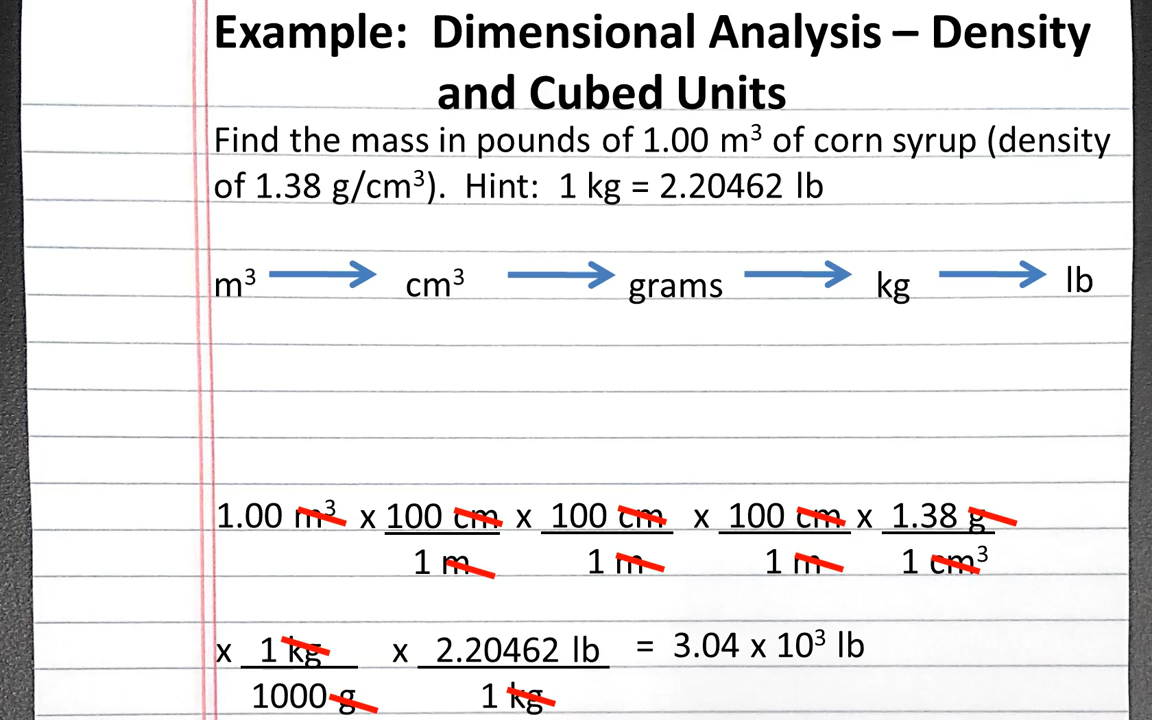 Example: Dimensional Analysis – Density
and Cubed Units
Find the mass in pounds of 1.00 m³ of corn syrup (density
of 1.38 g/cm³). Hint: 1 kg = 2.20462 lb
m³ cm³ grams kg lb
1.00 m³ x 100 cm x 100 cm x 100 cm x 1.38 g
1 m 1 m 1 m 1 cm³
x 1 kg x 2.20462 lb = 3.04 x 10³ lb
1000 g 1 kg